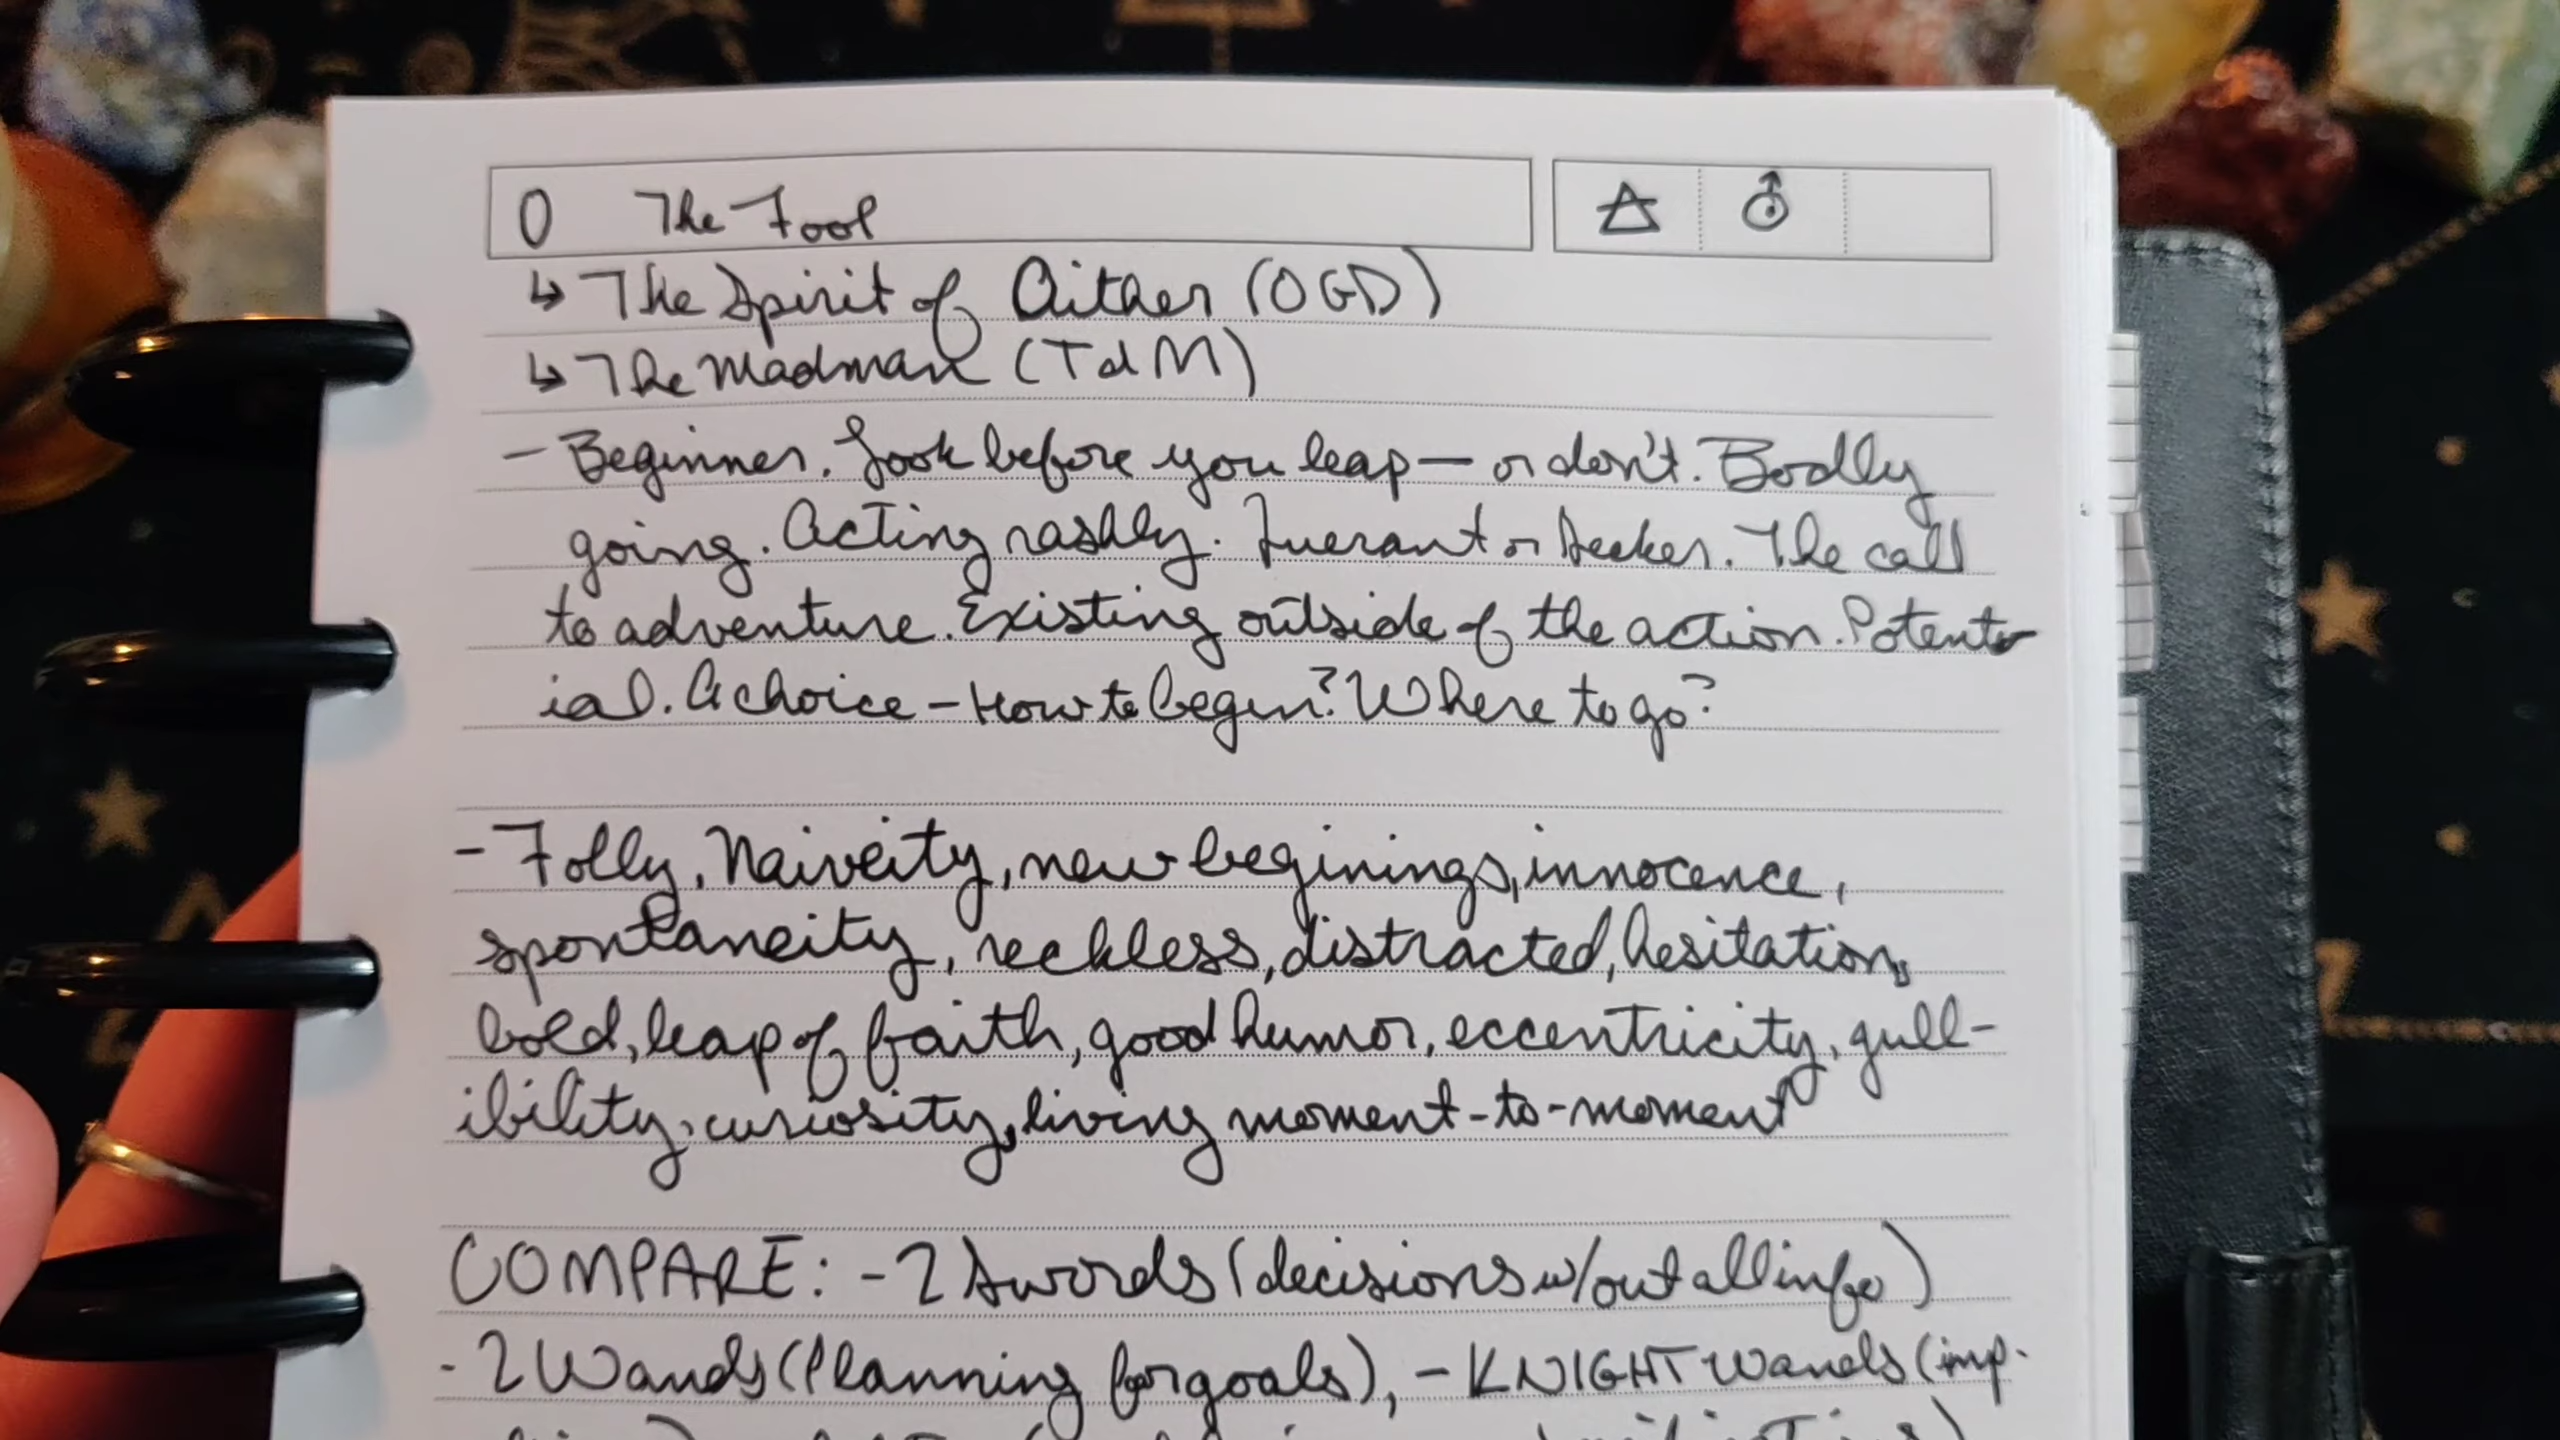 0 The Fool
↳ The Spirit of Aither (OGD)
↳ The Madman (TdM)
- Beginner. Look before you leap — or don't. Bodly
going. Acting rashly. or Seeker. The call
to adventure. Existing outside of the action. Potent
ial. A choice - How to begin? Where to go?
- Folly, Naiveity, new beginings, innocence,
spontaneity, reckless, distracted, hesitation,
bold, leap of faith, good humor, eccentricity, gull-
ibility, curiosity, living moment-to-moment
COMPARE: - 2 Swords (decisions w/out all info)
- 2 Wands (Planning for goals), - KNIGHT Wands (imp.